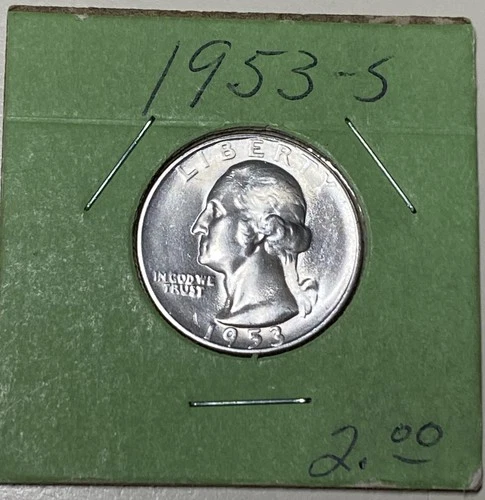 1953-S
LIBERTY
IN GOD WE
TRUST
1953
2.00